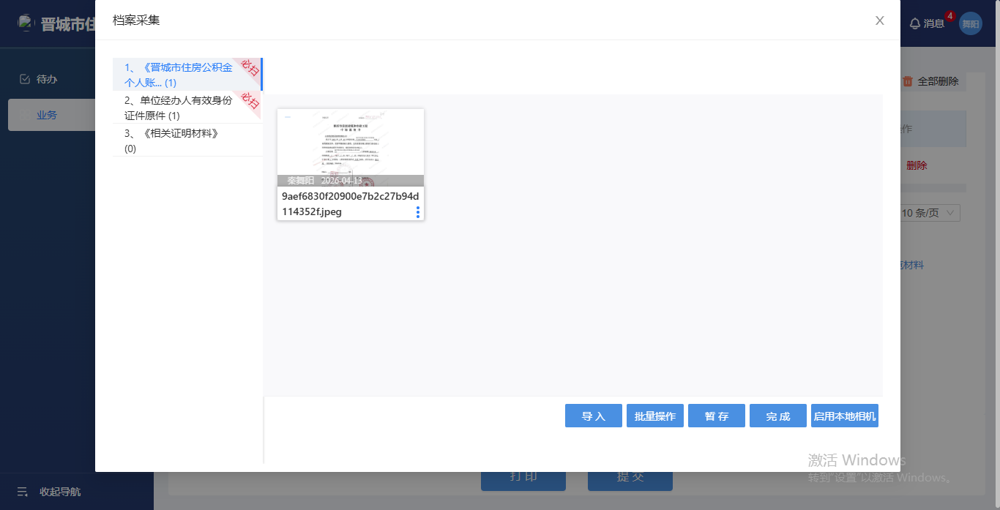 晋城市住
档案采集
X
消息
4
舞阳
待办
业务
1、《晋城市住房公积金
个人账... (1)
必扫
2、单位经办人有效身份
证件原件 (1)
必扫
3、《相关证明材料》
(0)
秦舞阳 2026-04-13
9aef6830f20900e7b2c27b94d
114352f.jpeg
全部删除
作
删除
10 条/页
材料
导 入
批量操作
暂 存
完 成
启用本地相机
激活 Windows
转到"设置"以激活 Windows。
打 印
提 交
收起导航